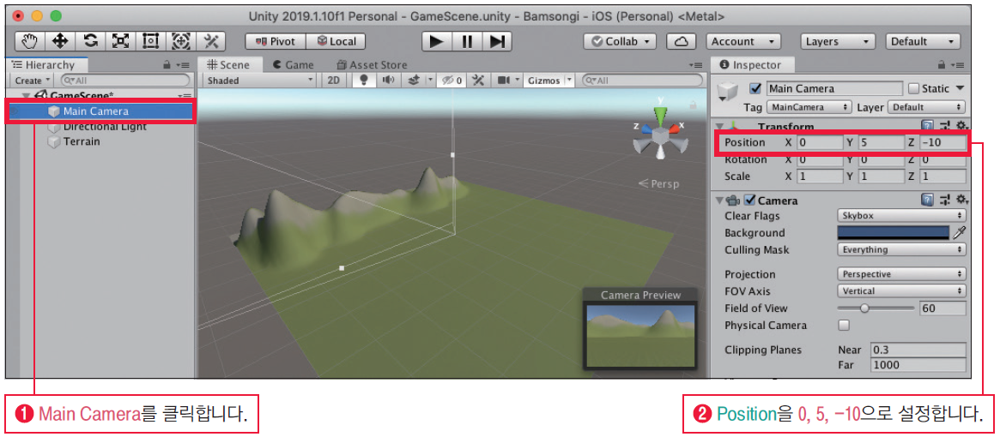 Unity 2019.1.10f1 Personal - GameScene.unity - Bamsongi - iOS (Personal) <Metal>
Pivot Local Collab Account Layers Default
Hierarchy
Create All
GameScene*
Main Camera
Directional Light
Terrain
Scene Game Asset Store
Shaded 2D 0 Gizmos All
y
z x
Persp
Camera Preview
Inspector
Main Camera Static
Tag MainCamera Layer Default
Transform
Position X 0 Y 5 Z -10
Rotation X 0 Y 0 Z 0
Scale X 1 Y 1 Z 1
Camera
Clear Flags Skybox
Background
Culling Mask Everything
Projection Perspective
FOV Axis Vertical
Field of View 60
Physical Camera
Clipping Planes Near 0.3
Far 1000
❶ Main Camera를 클릭합니다.
❷ Position을 0, 5, -10으로 설정합니다.